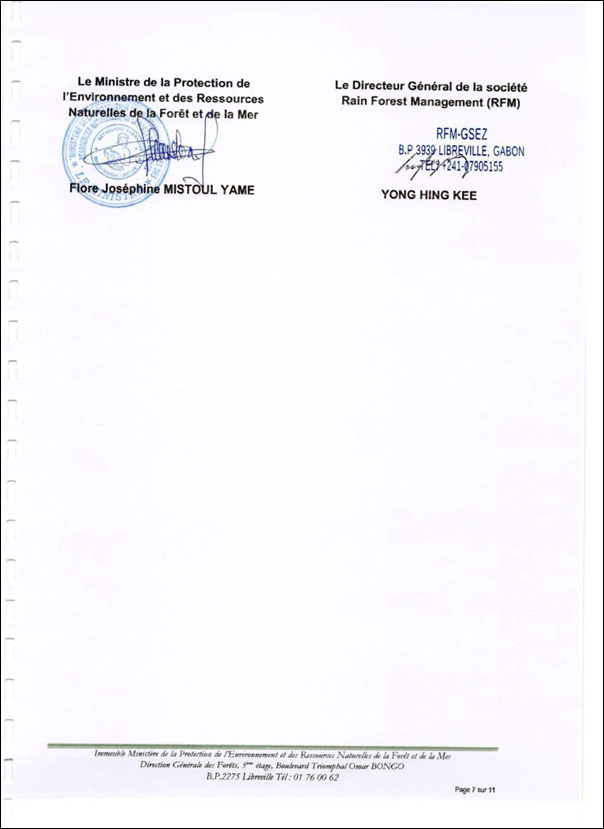 Le Ministre de la Protection de
l'Environnement et des Ressources
Naturelles de la Forêt et de la Mer
LE MINISTRE
Flore Joséphine MISTOUL YAME
Le Directeur Général de la société
Rain Forest Management (RFM)
RFM-GSEZ
B.P. 3939 LIBREVILLE, GABON
TEL: +241-07905155
YONG HING KEE
Immeuble Ministère de la Protection de l'Environnement et des Ressources Naturelles de la Forêt et de la Mer
Direction Générale des Forêts, 5ème étage, Boulevard Triomphal Omar BONGO
B.P.2275 Libreville Tél : 01 76 00 62
Page 7 sur 11